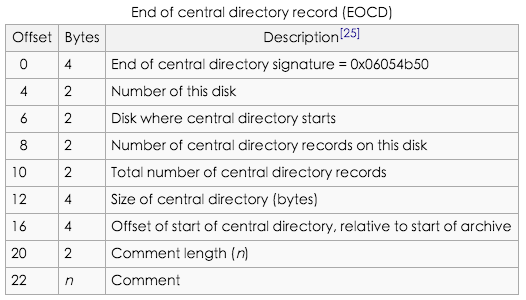 End of central directory record (EOCD)
Offset Bytes Description[25]
0 4 End of central directory signature = 0x06054b50
4 2 Number of this disk
6 2 Disk where central directory starts
8 2 Number of central directory records on this disk
10 2 Total number of central directory records
12 4 Size of central directory (bytes)
16 4 Offset of start of central directory, relative to start of archive
20 2 Comment length (n)
22 n Comment